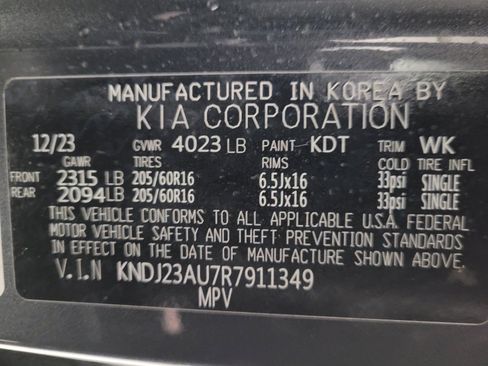 MANUFACTURED IN KOREA BY
KIA CORPORATION
12/23 GVWR 4023 LB PAINT KDT TRIM WK
GAWR TIRES RIMS COLD TIRE INFL
FRONT 2315 LB 205/60R16 6.5Jx16 33psi SINGLE
REAR 2094 LB 205/60R16 6.5Jx16 33psi SINGLE
THIS VEHICLE CONFORMS TO ALL APPLICABLE U.S.A. FEDERAL
MOTOR VEHICLE SAFETY AND THEFT PREVENTION STANDARDS
IN EFFECT ON THE DATE OF MANUFACTURE SHOWN ABOVE.
V.I.N KNDJ23AU7R7911349
MPV